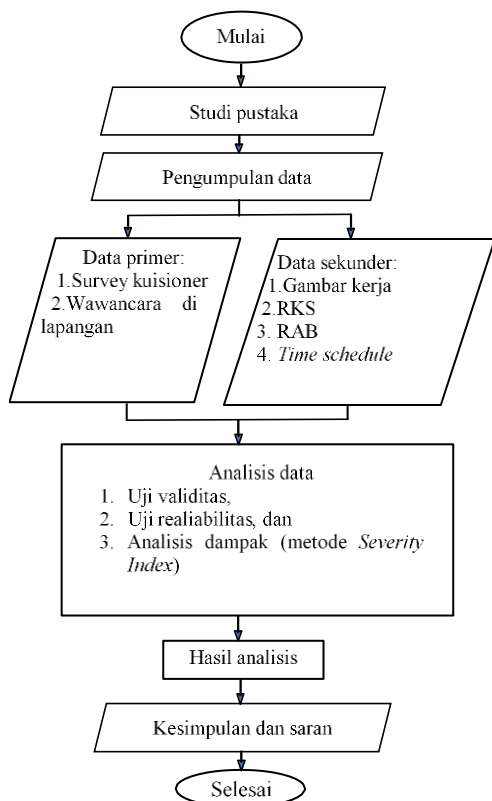 Mulai
Studi pustaka
Pengumpulan data
Data primer:
1.Survey kuisioner
2.Wawancara di
lapangan
Data sekunder:
1.Gambar kerja
2.RKS
3. RAB
4. Time schedule
Analisis data
1. Uji validitas,
2. Uji realiabilitas, dan
3. Analisis dampak (metode Severity
Index)
Hasil analisis
Kesimpulan dan saran
Selesai